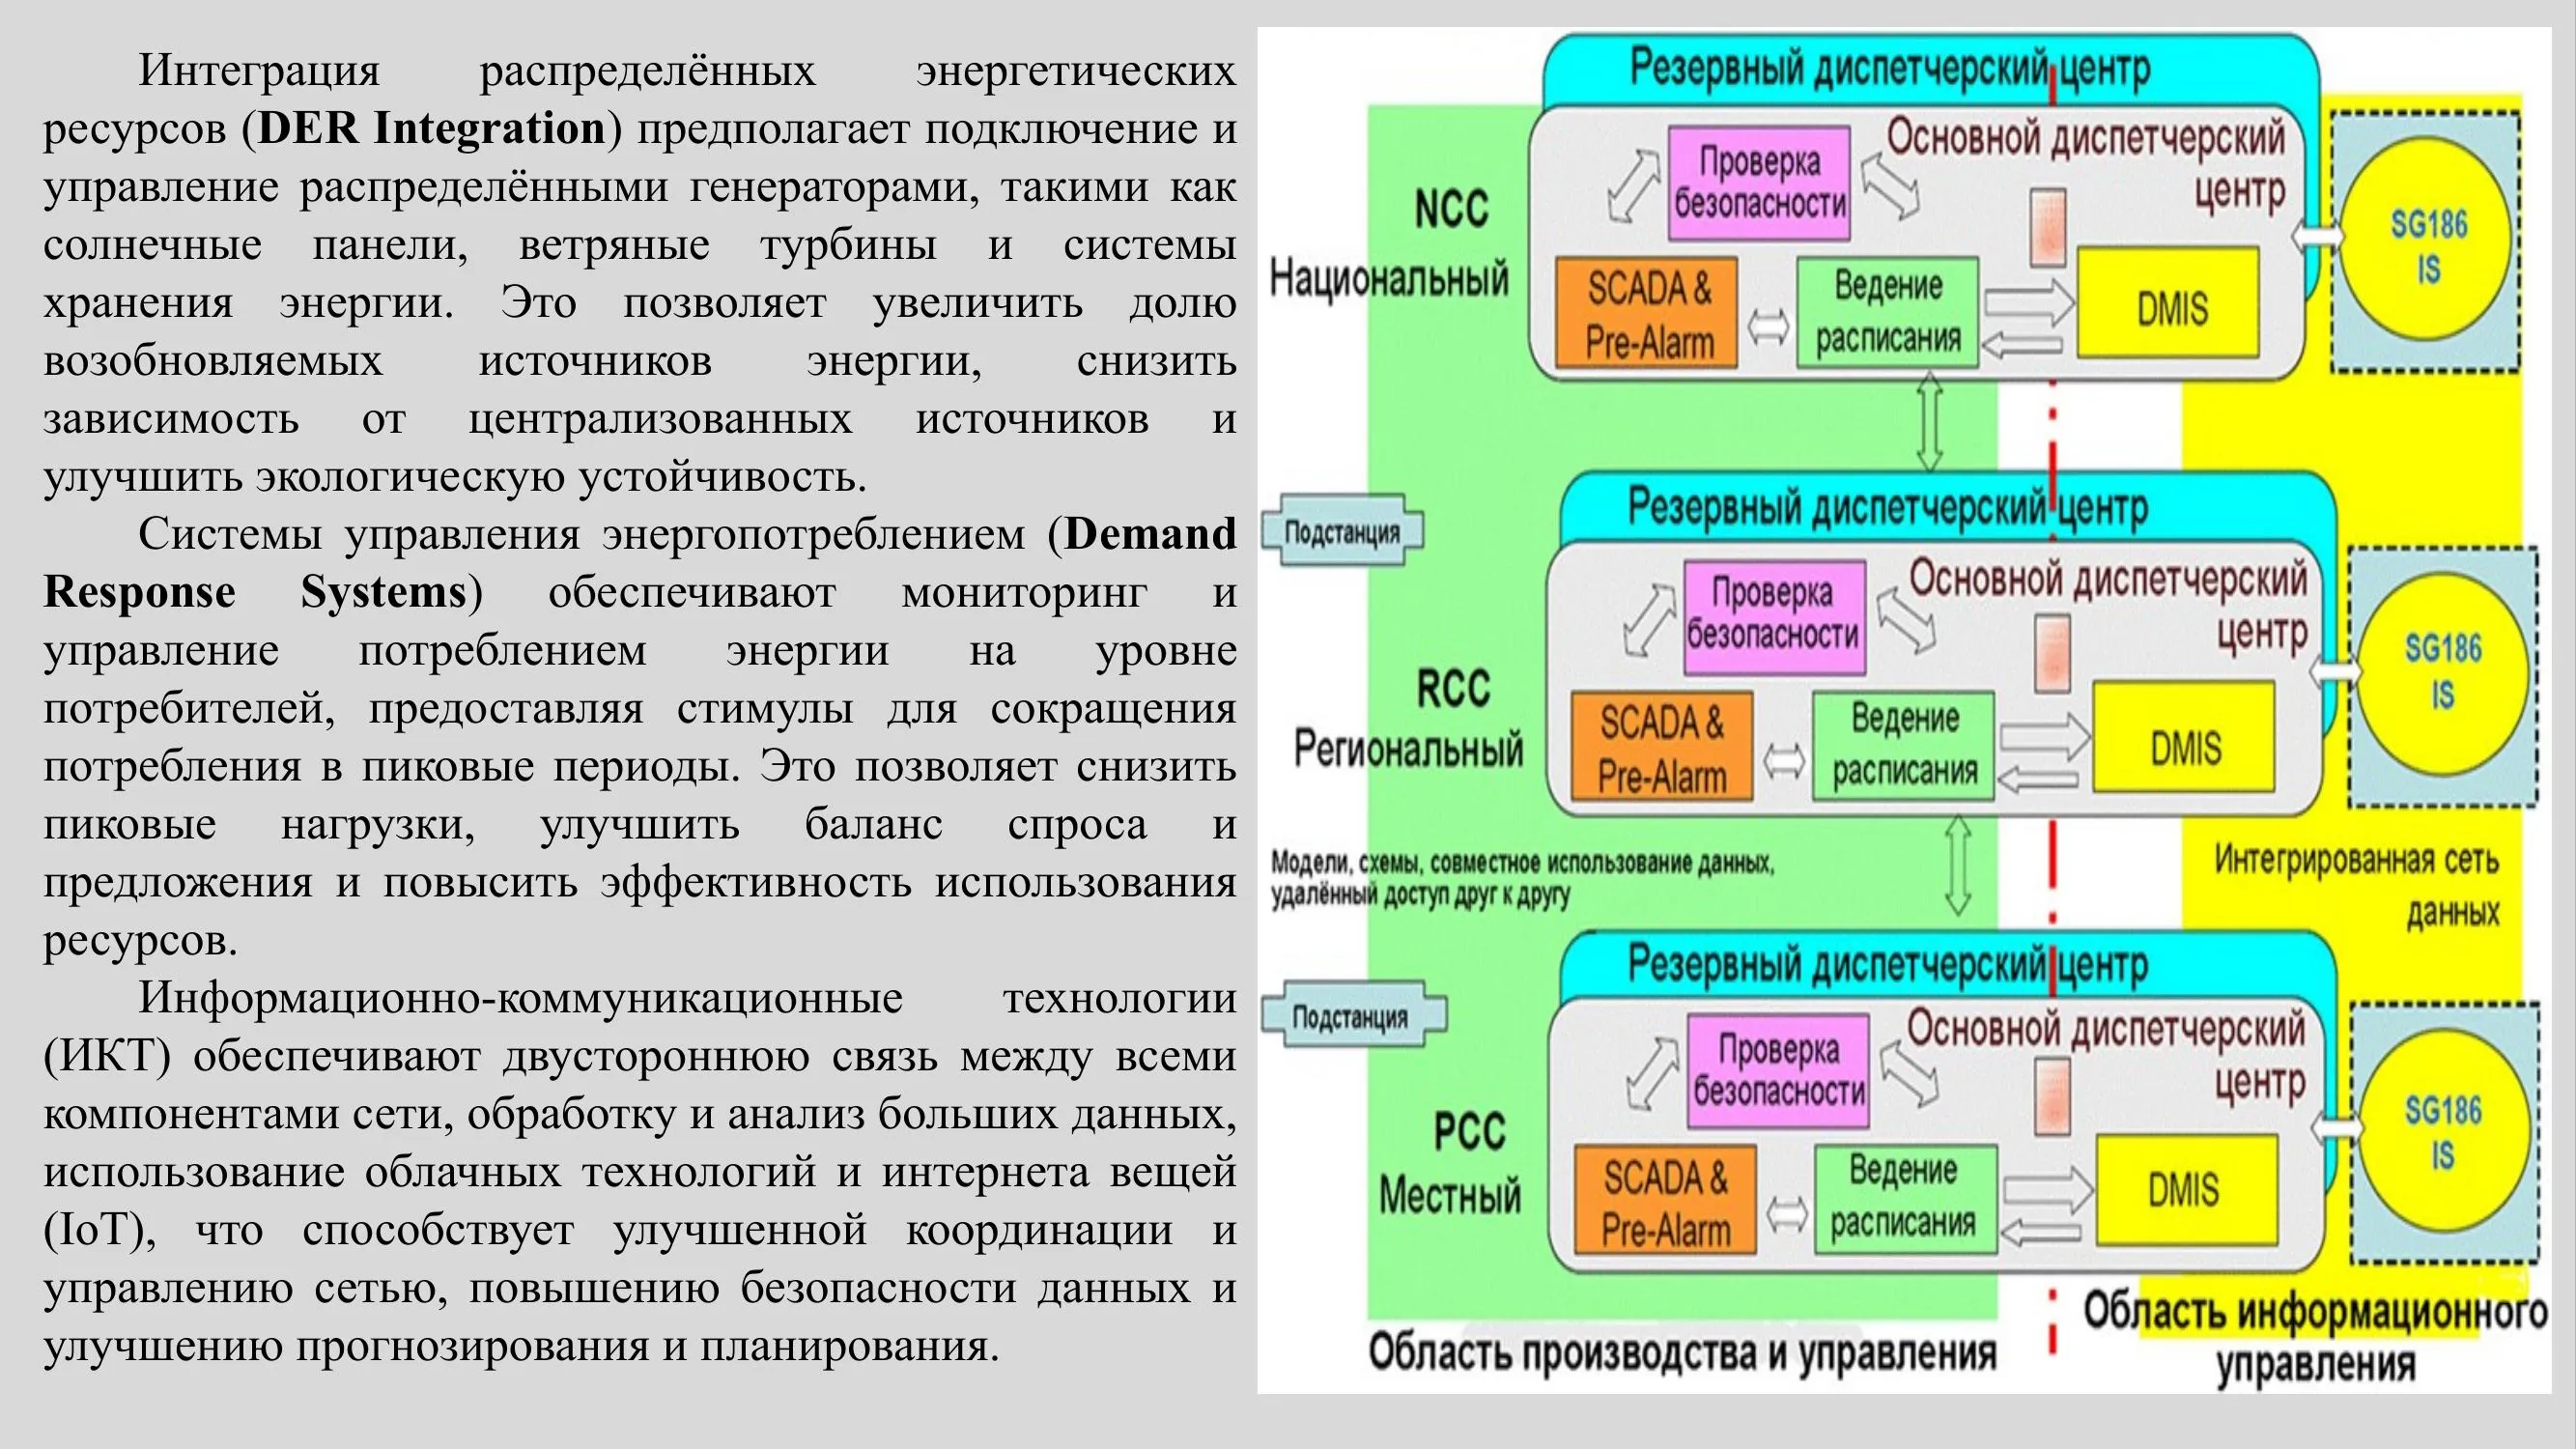 Интеграция распределённых энергетических
ресурсов (DER Integration) предполагает подключение и
управление распределёнными генераторами, такими как
солнечные панели, ветряные турбины и системы
хранения энергии. Это позволяет увеличить долю
возобновляемых источников энергии, снизить
зависимость от централизованных источников и
улучшить экологическую устойчивость.
Системы управления энергопотреблением (Demand
Response Systems) обеспечивают мониторинг и
управление потреблением энергии на уровне
потребителей, предоставляя стимулы для сокращения
потребления в пиковые периоды. Это позволяет снизить
пиковые нагрузки, улучшить баланс спроса и
предложения и повысить эффективность использования
ресурсов.
Информационно-коммуникационные технологии
(ИКТ) обеспечивают двустороннюю связь между всеми
компонентами сети, обработку и анализ больших данных,
использование облачных технологий и интернета вещей
(IoT), что способствует улучшенной координации и
управлению сетью, повышению безопасности данных и
улучшению прогнозирования и планирования.
Резервный диспетчерский центр
Основной диспетчерский
центр
Проверка
безопасности
NCC
Национальный
SCADA &
Pre-Alarm
Ведение
расписания
DMIS
SG186
IS
Подстанция
Резервный диспетчерский центр
Основной диспетчерский
центр
Проверка
безопасности
RCC
Региональный
SCADA &
Pre-Alarm
Ведение
расписания
DMIS
SG186
IS
Модели, схемы, совместное использование данных,
удалённый доступ друг к другу
Интегрированная сеть
данных
Подстанция
Резервный диспетчерский центр
Основной диспетчерский
центр
Проверка
безопасности
PCC
Местный
SCADA &
Pre-Alarm
Ведение
расписания
DMIS
SG186
IS
Область производства и управления
Область информационного
управления